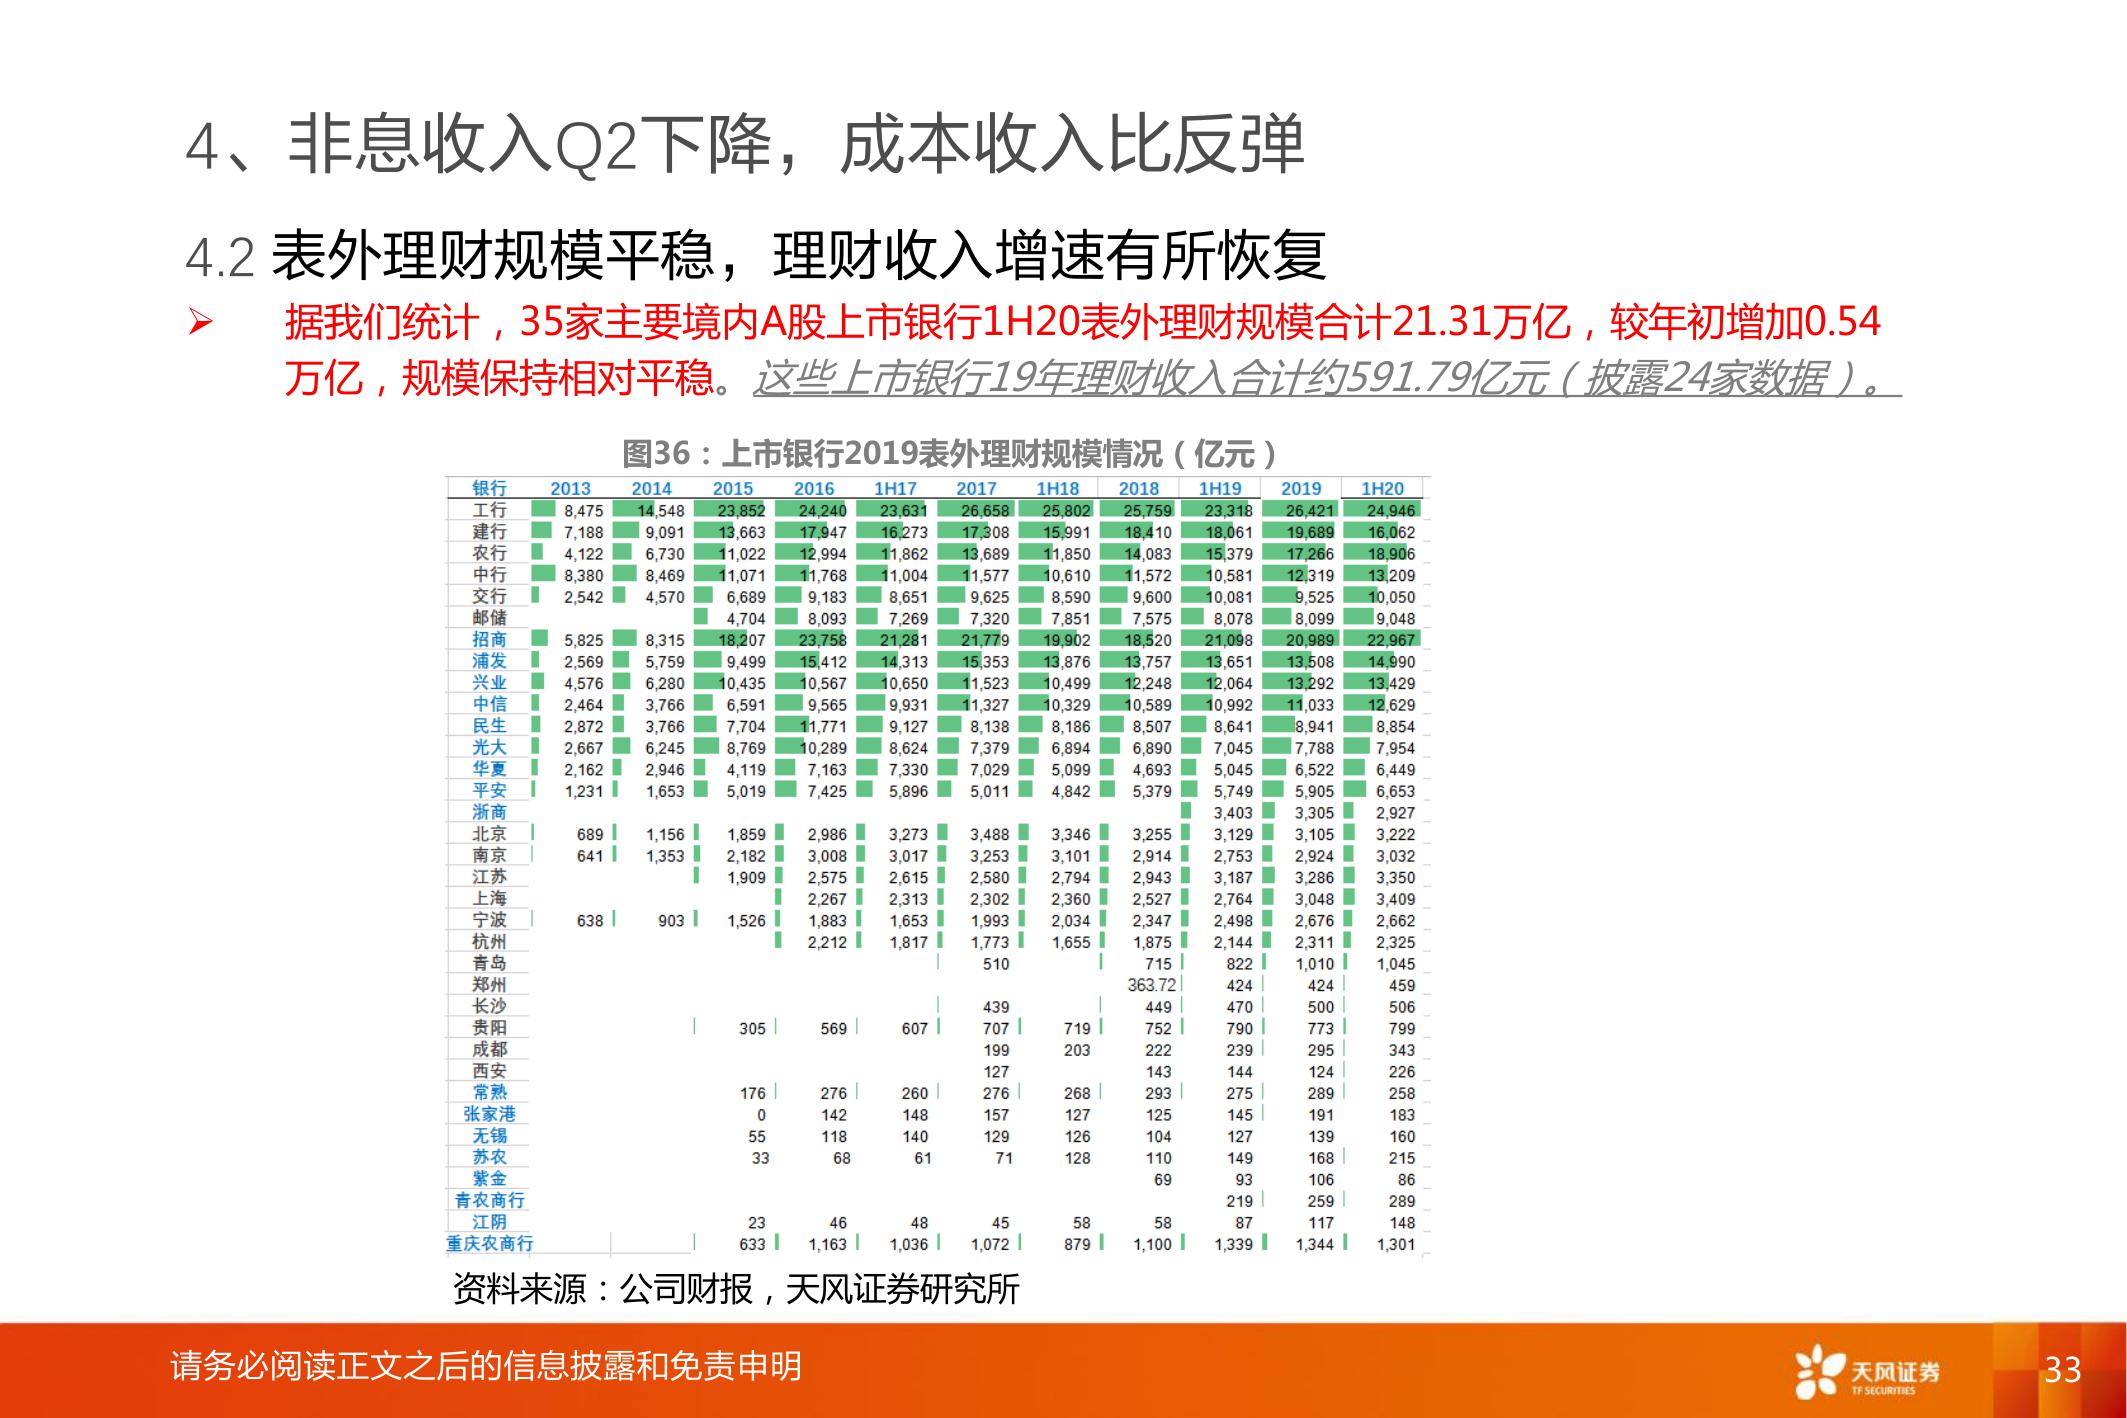 4、非息收入Q2下降，成本收入比反弹
4.2 表外理财规模平稳，理财收入增速有所恢复
➢ 据我们统计，35家主要境内A股上市银行1H20表外理财规模合计21.31万亿，较年初增加0.54
万亿，规模保持相对平稳。这些上市银行19年理财收入合计约591.79亿元（披露24家数据）。
图36：上市银行2019表外理财规模情况（亿元）
银行 2013 2014 2015 2016 1H17 2017 1H18 2018 1H19 2019 1H20
工行 8,475 14,548 23,852 24,240 23,631 26,658 25,802 25,759 23,318 26,421 24,946
建行 7,188 9,091 13,663 17,947 16,273 17,308 15,991 18,410 18,061 19,689 16,062
农行 4,122 6,730 11,022 12,994 11,862 13,689 11,850 14,083 15,379 17,266 18,906
中行 8,380 8,469 11,071 11,768 11,004 11,577 10,610 11,572 10,581 12,319 13,209
交行 2,542 4,570 6,689 9,183 8,651 9,625 8,590 9,600 10,081 9,525 10,050
邮储 4,704 8,093 7,269 7,320 7,851 7,575 8,078 8,099 9,048
招商 5,825 8,315 18,207 23,758 21,281 21,779 19,902 18,520 21,098 20,989 22,967
浦发 2,569 5,759 9,499 15,412 14,313 15,353 13,876 13,757 13,651 13,508 14,990
兴业 4,576 6,280 10,435 10,567 10,650 11,523 10,499 12,248 12,064 13,292 13,429
中信 2,464 3,766 6,591 9,565 9,931 11,327 10,329 10,589 10,992 11,033 12,629
民生 2,872 3,766 7,704 11,771 9,127 8,138 8,186 8,507 8,641 8,941 8,854
光大 2,667 6,245 8,769 10,289 8,624 7,379 6,894 6,890 7,045 7,788 7,954
华夏 2,162 2,946 4,119 7,163 7,330 7,029 5,099 4,693 5,045 6,522 6,449
平安 1,231 1,653 5,019 7,425 5,896 5,011 4,842 5,379 5,749 5,905 6,653
浙商 3,403 3,305 2,927
北京 689 1,156 1,859 2,986 3,273 3,488 3,346 3,255 3,129 3,105 3,222
南京 641 1,353 2,182 3,008 3,017 3,253 3,101 2,914 2,753 2,924 3,032
江苏 1,909 2,575 2,615 2,580 2,794 2,943 3,187 3,286 3,350
上海 2,267 2,313 2,302 2,360 2,527 2,764 3,048 3,409
宁波 638 903 1,526 1,883 1,653 1,993 2,034 2,347 2,498 2,676 2,662
杭州 2,212 1,817 1,773 1,655 1,875 2,144 2,311 2,325
青岛 510 715 822 1,010 1,045
郑州 363.72 424 424 459
长沙 439 449 470 500 506
贵阳 305 569 607 707 719 752 790 773 799
成都 199 203 222 239 295 343
西安 127 143 144 124 226
常熟 176 276 260 276 268 293 275 289 258
张家港 0 142 148 157 127 125 145 191 183
无锡 55 118 140 129 126 104 127 139 160
苏农 33 68 61 71 128 110 149 168 215
紫金 69 93 106 86
青农商行 219 259 289
江阴 23 46 48 45 58 58 87 117 148
重庆农商行 633 1,163 1,036 1,072 879 1,100 1,339 1,344 1,301
资料来源：公司财报，天风证券研究所
请务必阅读正文之后的信息披露和免责申明
天风证券
TF SECURITIES
33